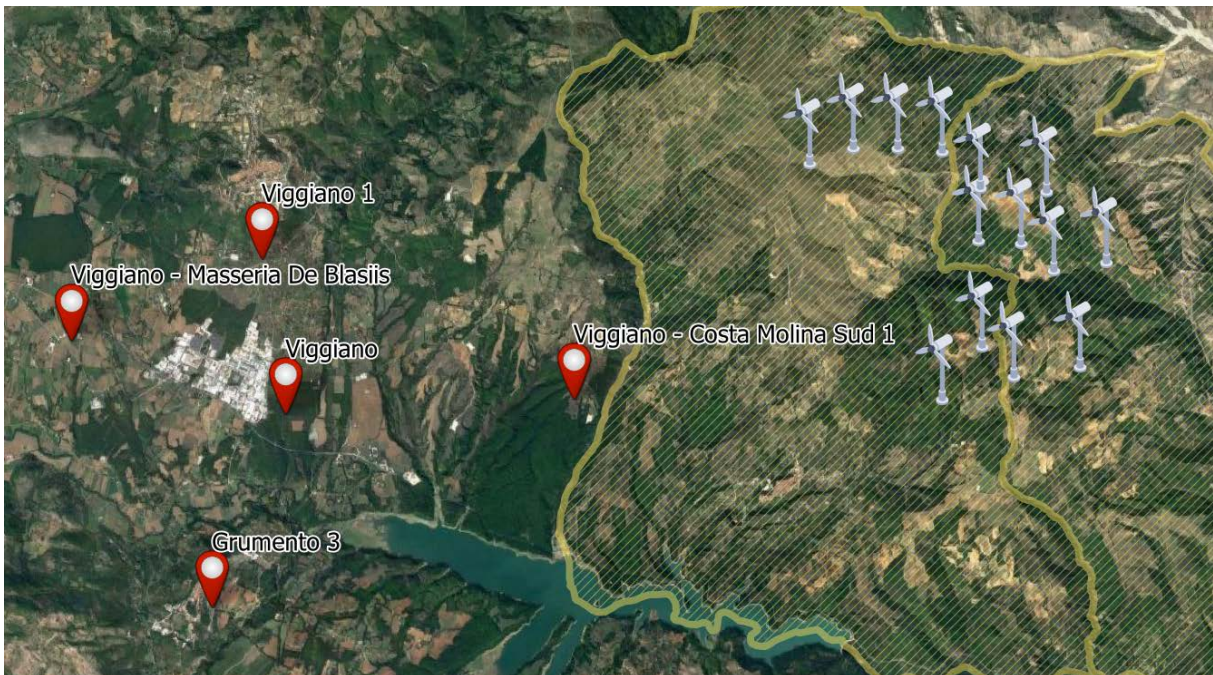 Viggiano 1
Viggiano - Masseria De Blasiis
Viggiano
Viggiano - Costa Molina Sud 1
Grumento 3